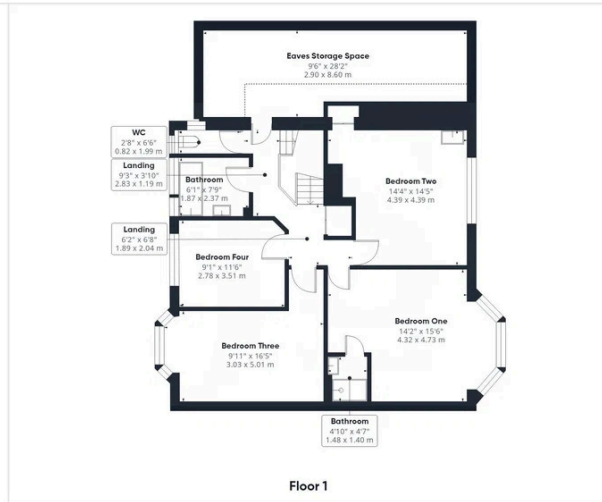 Eaves Storage Space
9'6" x 28'2"
2.90 x 8.60 m
WC
2'8" x 6'6"
0.82 x 1.99 m
Landing
9'3" x 3'10"
2.83 x 1.19 m
Bathroom
6'1" x 7'9"
1.87 x 2.37 m
Bedroom Two
14'4" x 14'5"
4.39 x 4.39 m
Landing
6'2" x 6'8"
1.89 x 2.04 m
Bedroom Four
9'1" x 11'6"
2.78 x 3.51 m
Bedroom One
14'2" x 15'6"
4.32 x 4.73 m
Bedroom Three
9'11" x 16'5"
3.03 x 5.01 m
Bathroom
4'10" x 4'7"
1.48 x 1.40 m
Floor 1